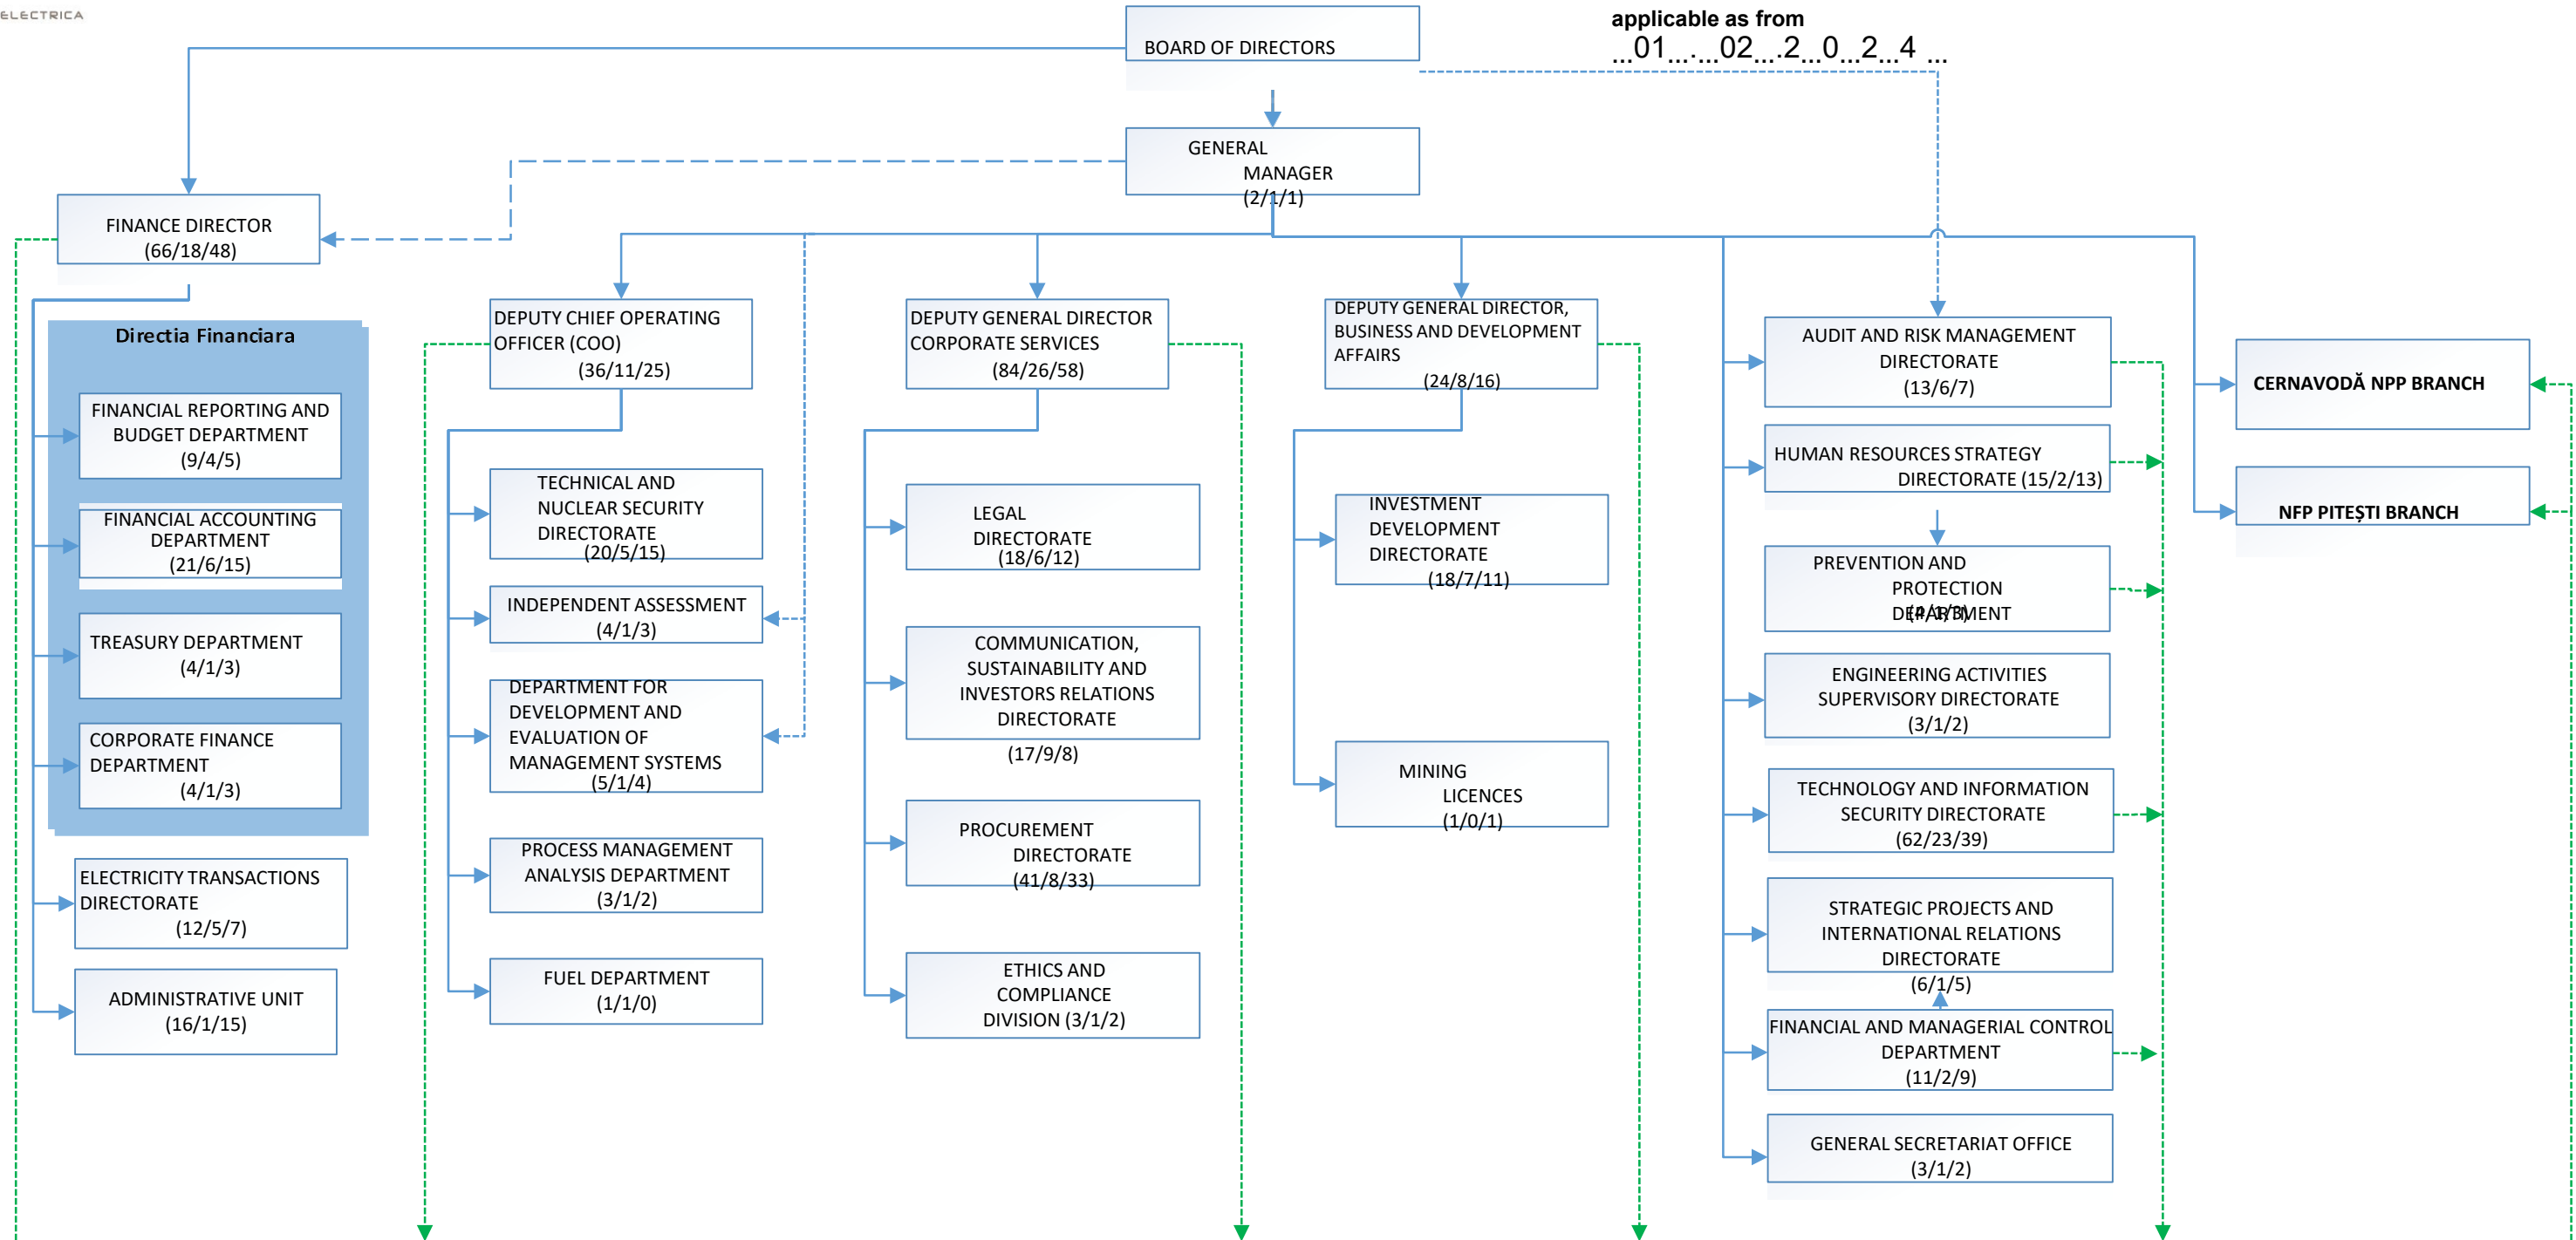 ELECTRICA
BOARD OF DIRECTORS
applicable as from
...01...·...02....2...0...2...4 ...
GENERAL
MANAGER
(2/1/1)
FINANCE DIRECTOR
(66/18/48)
Directia Financiara
FINANCIAL REPORTING AND
BUDGET DEPARTMENT
(9/4/5)
FINANCIAL ACCOUNTING
DEPARTMENT
(21/6/15)
TREASURY DEPARTMENT
(4/1/3)
CORPORATE FINANCE
DEPARTMENT
(4/1/3)
ELECTRICITY TRANSACTIONS
DIRECTORATE
(12/5/7)
ADMINISTRATIVE UNIT
(16/1/15)
DEPUTY CHIEF OPERATING
OFFICER (COO)
(36/11/25)
TECHNICAL AND
NUCLEAR SECURITY
DIRECTORATE
(20/5/15)
INDEPENDENT ASSESSMENT
(4/1/3)
DEPARTMENT FOR
DEVELOPMENT AND
EVALUATION OF
MANAGEMENT SYSTEMS
(5/1/4)
PROCESS MANAGEMENT
ANALYSIS DEPARTMENT
(3/1/2)
FUEL DEPARTMENT
(1/1/0)
DEPUTY GENERAL DIRECTOR
CORPORATE SERVICES
(84/26/58)
LEGAL
DIRECTORATE
(18/6/12)
COMMUNICATION,
SUSTAINABILITY AND
INVESTORS RELATIONS
DIRECTORATE
(17/9/8)
PROCUREMENT
DIRECTORATE
(41/8/33)
ETHICS AND
COMPLIANCE
DIVISION (3/1/2)
DEPUTY GENERAL DIRECTOR,
BUSINESS AND DEVELOPMENT
AFFAIRS
(24/8/16)
INVESTMENT
DEVELOPMENT
DIRECTORATE
(18/7/11)
MINING
LICENCES
(1/0/1)
AUDIT AND RISK MANAGEMENT
DIRECTORATE
(13/6/7)
HUMAN RESOURCES STRATEGY
DIRECTORATE (15/2/13)
PREVENTION AND
PROTECTION
DEPARTMENT
(4/1/3)
ENGINEERING ACTIVITIES
SUPERVISORY DIRECTORATE
(3/1/2)
TECHNOLOGY AND INFORMATION
SECURITY DIRECTORATE
(62/23/39)
STRATEGIC PROJECTS AND
INTERNATIONAL RELATIONS
DIRECTORATE
(6/1/5)
FINANCIAL AND MANAGERIAL CONTROL
DEPARTMENT
(11/2/9)
GENERAL SECRETARIAT OFFICE
(3/1/2)
CERNAVODĂ NPP BRANCH
NFP PITEȘTI BRANCH